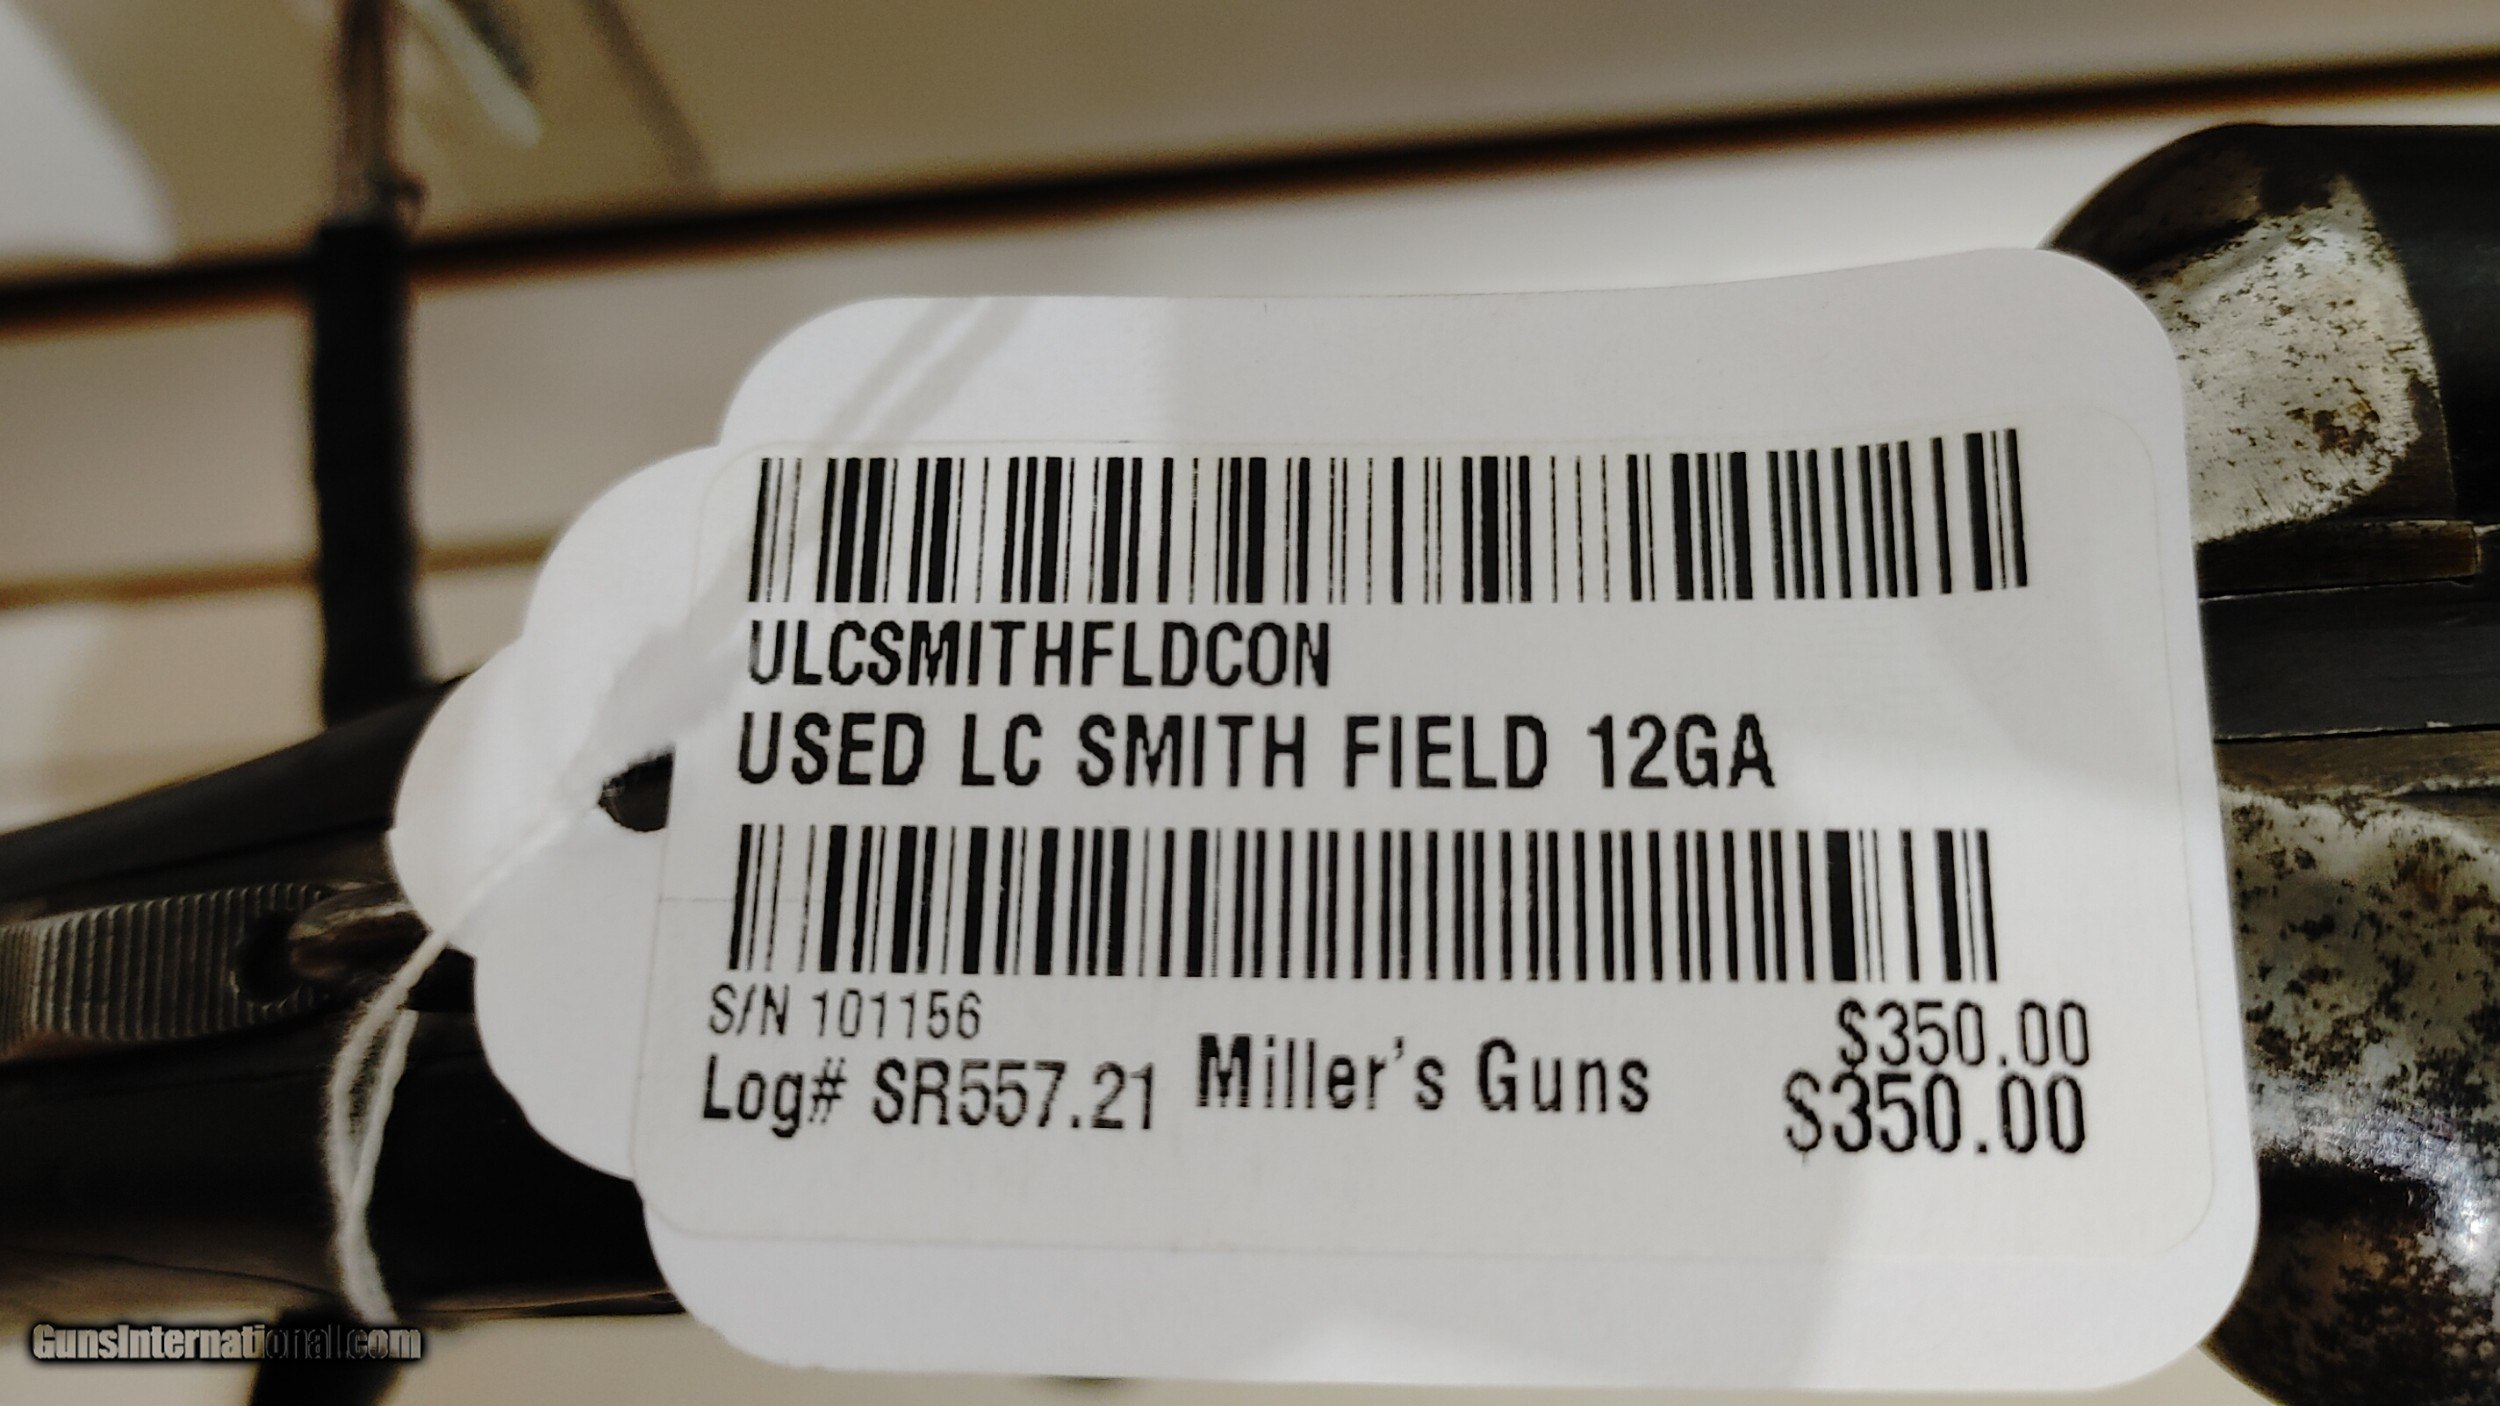 ULCSMITHFLDCON
USED LC SMITH FIELD 12GA
S/N 101156
$350.00
Log# SR557.21 Miller's Guns $350.00
GunsInternational.com